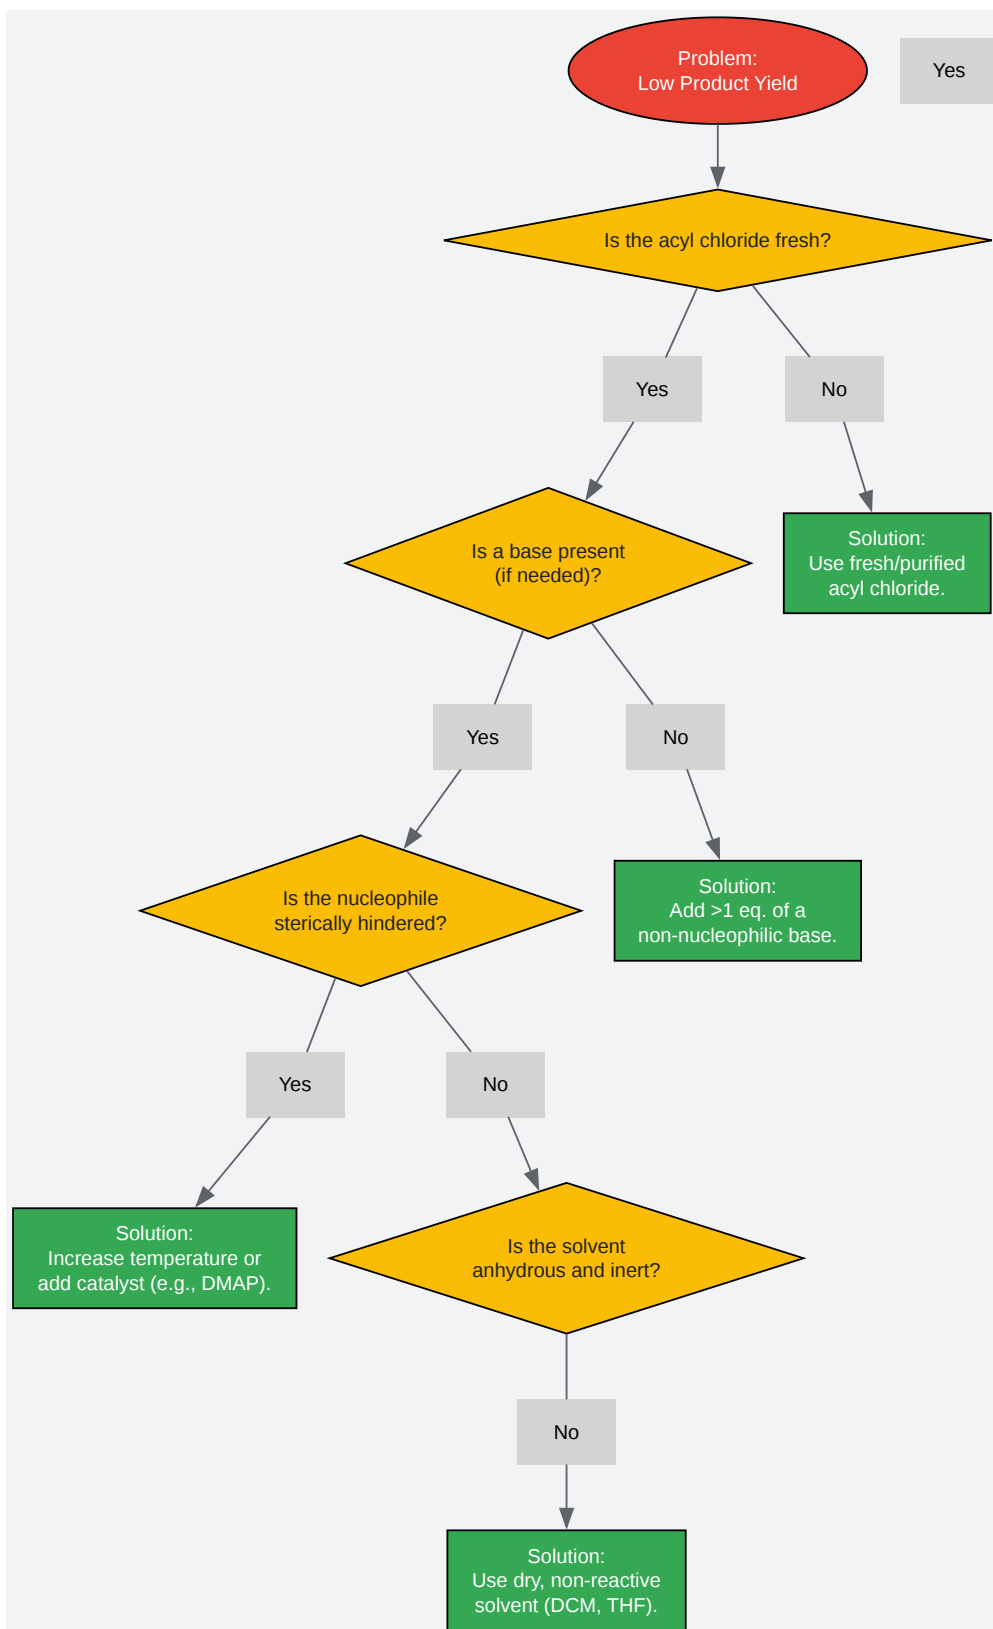 Problem:
Low Product Yield
Yes
Is the acyl chloride fresh?
Yes
No
Is a base present
(if needed)?
Solution:
Use fresh/purified
acyl chloride.
Yes
No
Is the nucleophile
sterically hindered?
Solution:
Add >1 eq. of a
non-nucleophilic base.
Yes
No
Solution:
Increase temperature or
add catalyst (e.g., DMAP).
Is the solvent
anhydrous and inert?
No
Solution:
Use dry, non-reactive
solvent (DCM, THF).